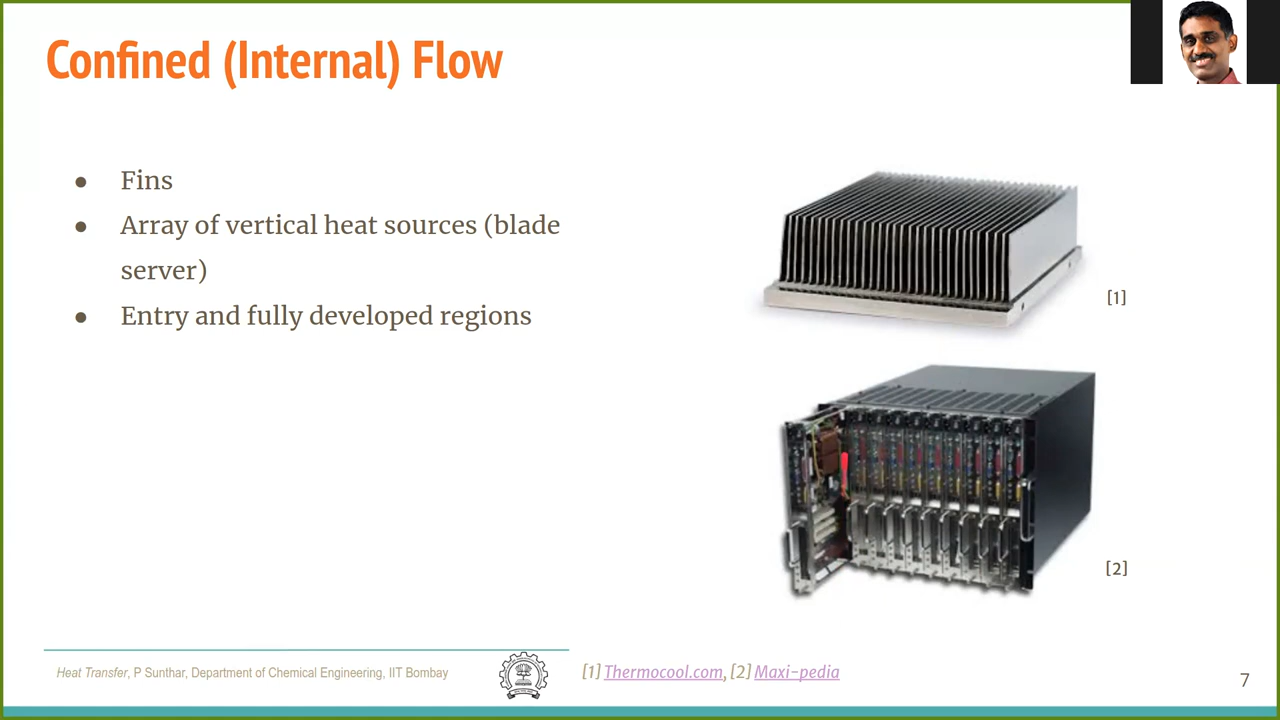 Confined (Internal) Flow
● Fins
● Array of vertical heat sources (blade
server)
● Entry and fully developed regions
[1]
[2]
Heat Transfer, P Sunthar, Department of Chemical Engineering, IIT Bombay
[1] Thermocool.com, [2] Maxi-pedia
7